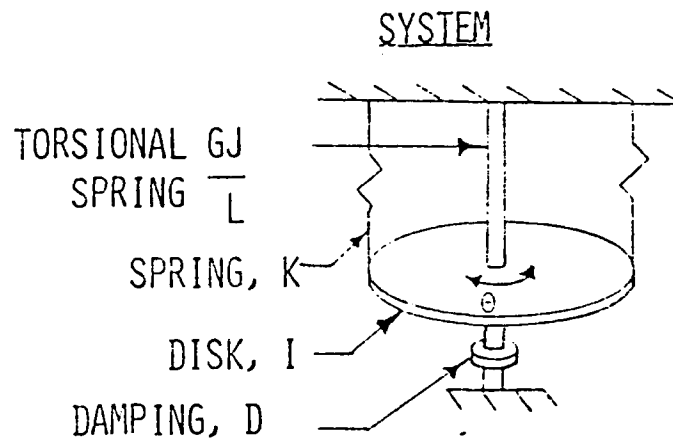 SYSTEM
TORSIONAL GJ
SPRING L
SPRING, K
θ
DISK, I
DAMPING, D